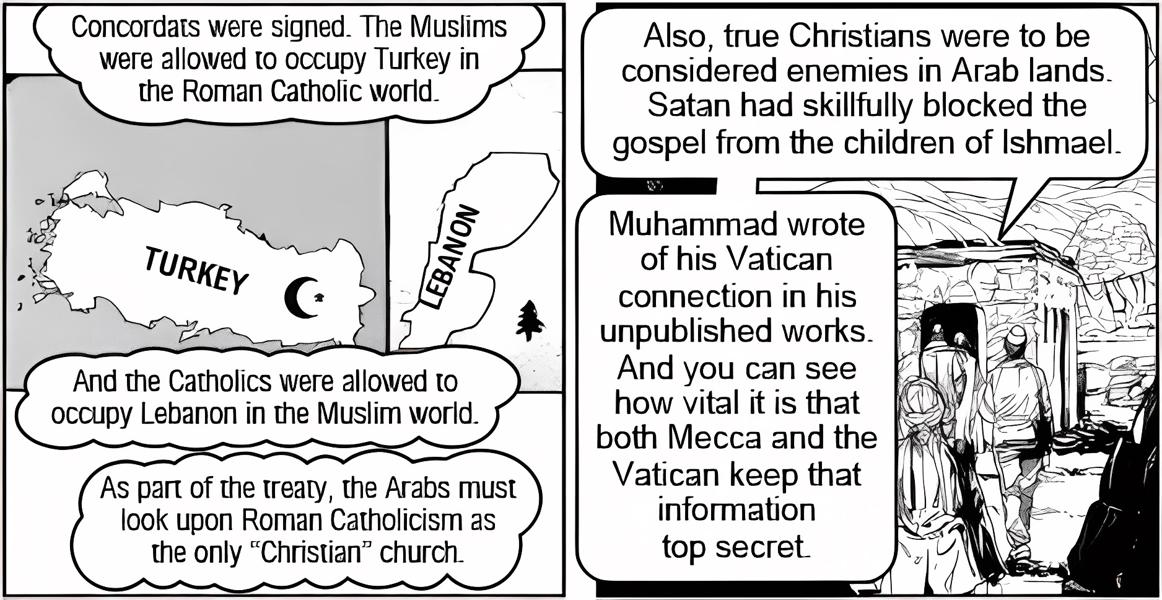 Concordats were signed. The Muslims
were allowed to occupy Turkey in
the Roman Catholic world.
TURKEY
LEBANON
And the Catholics were allowed to
occupy Lebanon in the Muslim world.
As part of the treaty, the Arabs must
look upon Roman Catholicism as
the only “Christian” church.
Also, true Christians were to be
considered enemies in Arab lands.
Satan had skillfully blocked the
gospel from the children of Ishmael.
Muhammad wrote
of his Vatican
connection in his
unpublished works.
And you can see
how vital it is that
both Mecca and the
Vatican keep that
information
top secret.